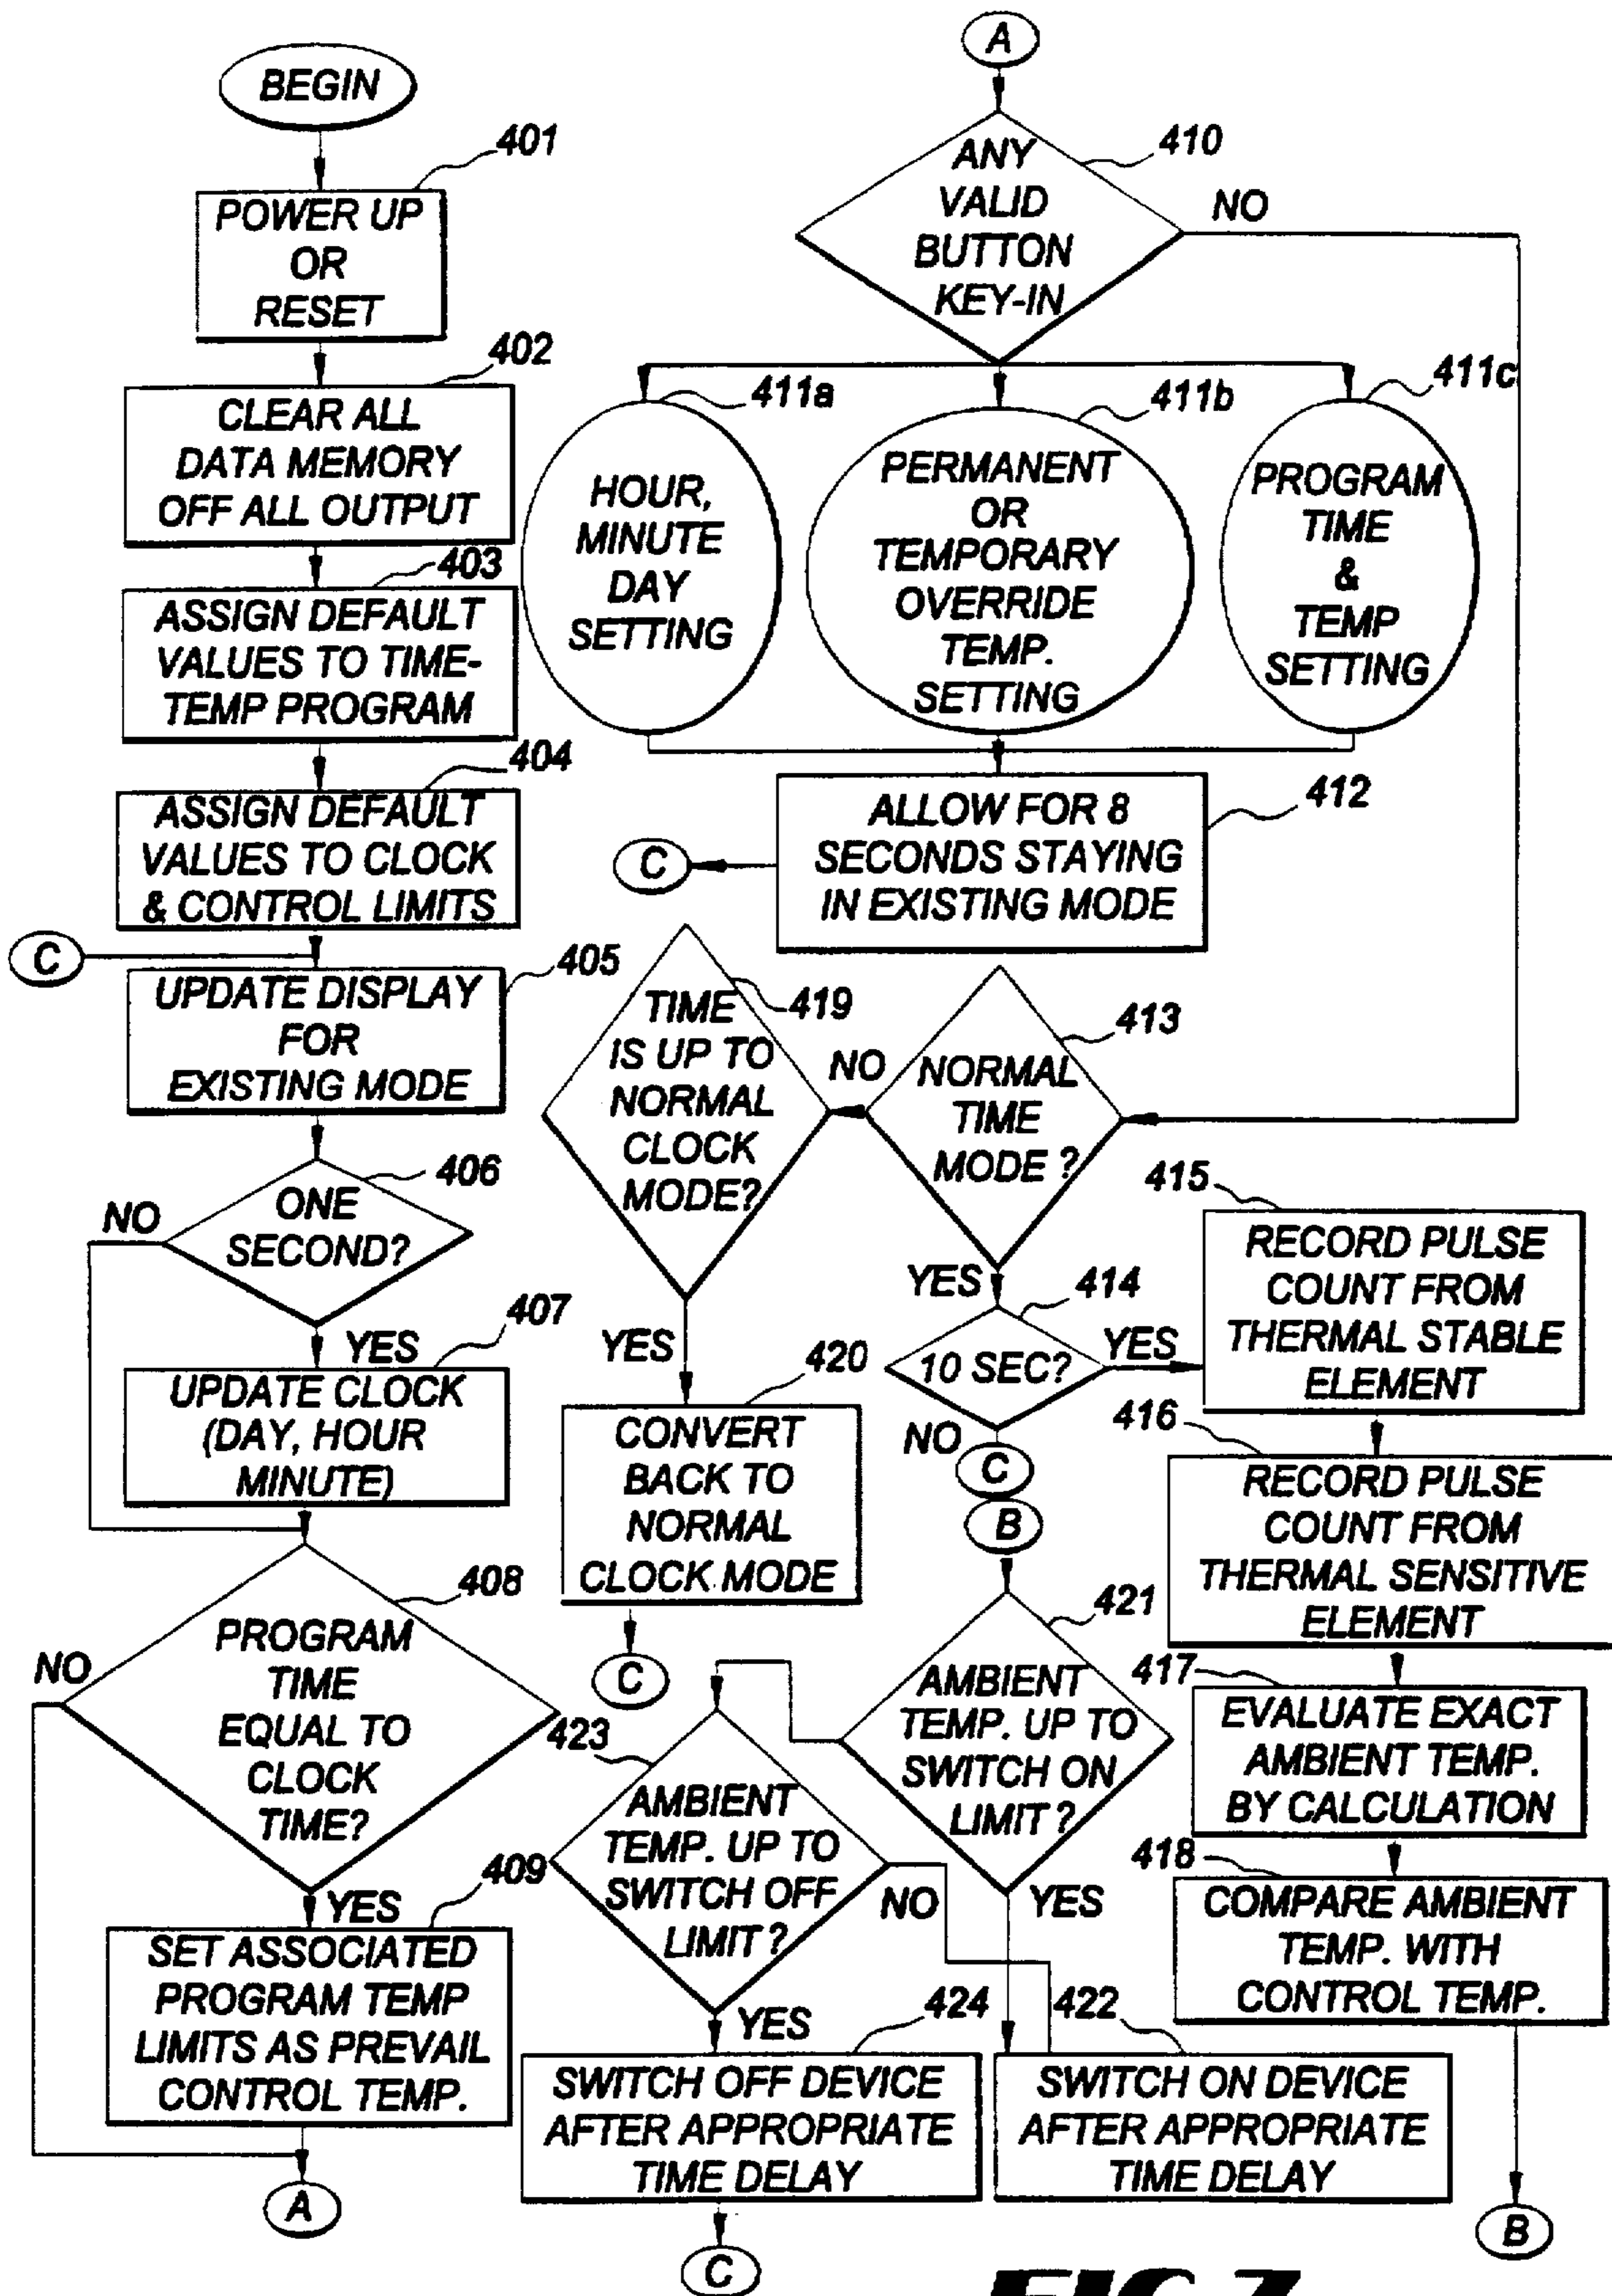 BEGIN
401
POWER UP
OR
RESET
402
CLEAR ALL
DATA MEMORY
OFF ALL OUTPUT
403
ASSIGN DEFAULT
VALUES TO TIME-
TEMP PROGRAM
404
ASSIGN DEFAULT
VALUES TO CLOCK
& CONTROL LIMITS
C
405
UPDATE DISPLAY
FOR
EXISTING MODE
406
ONE
SECOND?
NO
YES
407
UPDATE CLOCK
(DAY, HOUR
MINUTE)
408
PROGRAM
TIME
EQUAL TO
CLOCK
TIME?
NO
YES
409
SET ASSOCIATED
PROGRAM TEMP
LIMITS AS PREVAIL
CONTROL TEMP.
A
A
410
ANY
VALID
BUTTON
KEY-IN
NO
411a
HOUR,
MINUTE
DAY
SETTING
411b
PERMANENT
OR
TEMPORARY
OVERRIDE
TEMP.
SETTING
411c
PROGRAM
TIME
&
TEMP
SETTING
412
ALLOW FOR 8
SECONDS STAYING
IN EXISTING MODE
C
413
NORMAL
TIME
MODE ?
NO
YES
419
TIME
IS UP TO
NORMAL
CLOCK
MODE?
YES
420
CONVERT
BACK TO
NORMAL
CLOCK MODE
C
414
10 SEC?
YES
NO
C
415
RECORD PULSE
COUNT FROM
THERMAL STABLE
ELEMENT
416
RECORD PULSE
COUNT FROM
THERMAL SENSITIVE
ELEMENT
417
EVALUATE EXACT
AMBIENT TEMP.
BY CALCULATION
418
COMPARE AMBIENT
TEMP. WITH
CONTROL TEMP.
B
B
421
AMBIENT
TEMP. UP TO
SWITCH ON
LIMIT ?
YES
422
SWITCH ON DEVICE
AFTER APPROPRIATE
TIME DELAY
423
AMBIENT
TEMP. UP TO
SWITCH OFF
LIMIT ?
NO
YES
424
SWITCH OFF DEVICE
AFTER APPROPRIATE
TIME DELAY
C